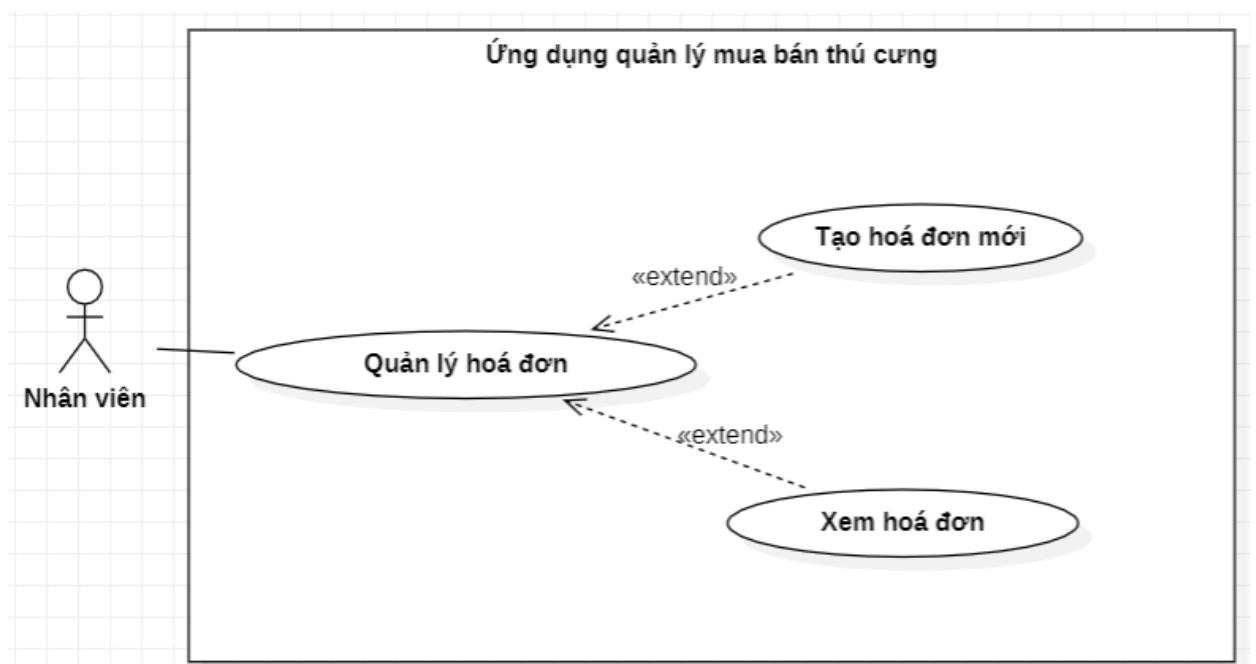 Ứng dụng quản lý mua bán thú cưng
Tạo hoá đơn mới
«extend»
Quản lý hoá đơn
Nhân viên
«extend»
Xem hoá đơn